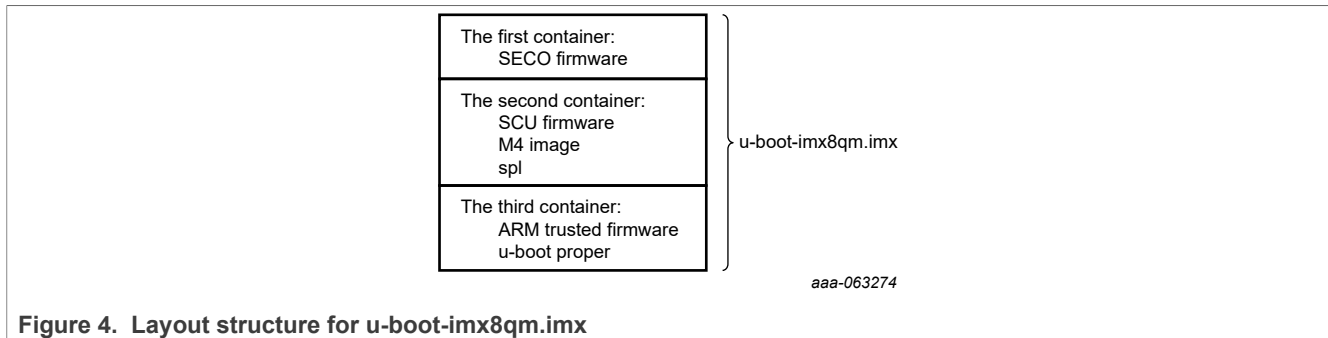 The first container:
SECO firmware
The second container:
SCU firmware
M4 image
spl
The third container:
ARM trusted firmware
u-boot proper
u-boot-imx8qm.imx
aaa-063274
Figure 4. Layout structure for u-boot-imx8qm.imx